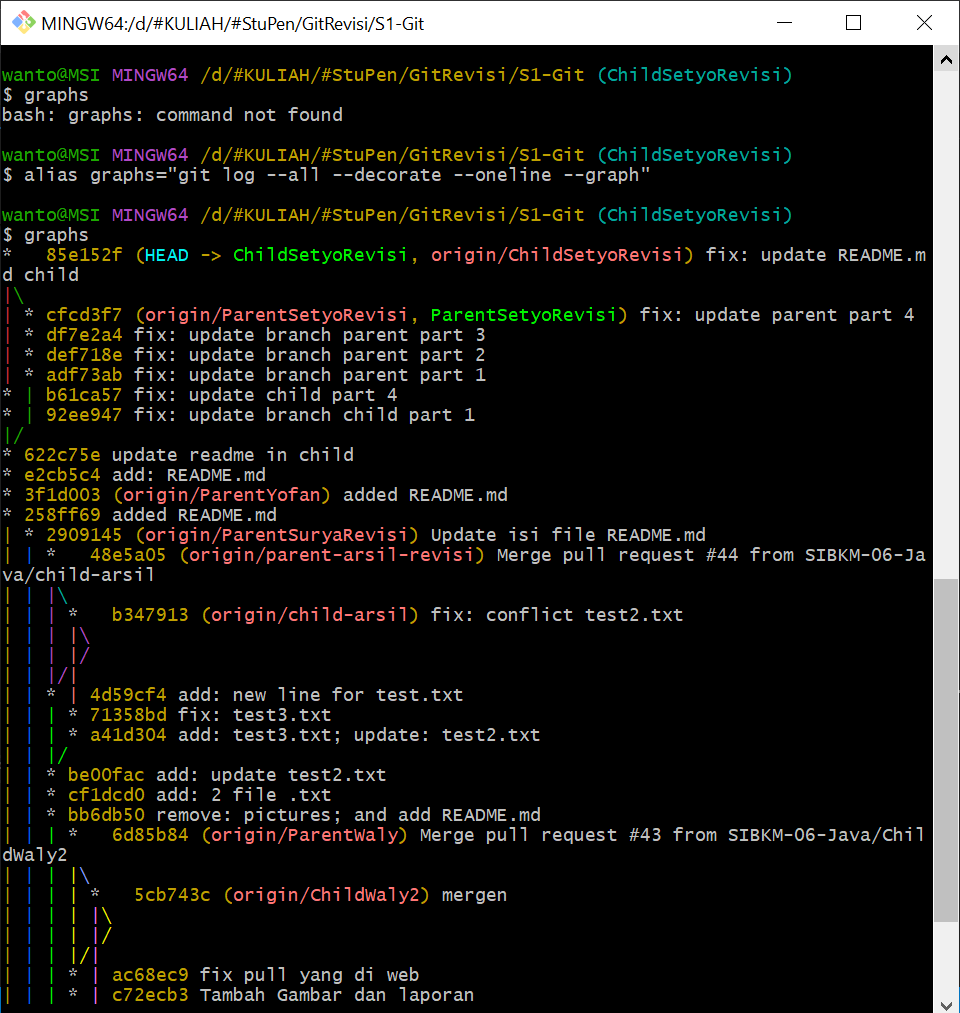 MINGW64:/d/#KULIAH/#StuPen/GitRevisi/S1-Git
wanto@MSI MINGW64 /d/#KULIAH/#StuPen/GitRevisi/S1-Git (ChildSetyoRevisi)
$ graphs
bash: graphs: command not found
wanto@MSI MINGW64 /d/#KULIAH/#StuPen/GitRevisi/S1-Git (ChildSetyoRevisi)
$ alias graphs="git log --all --decorate --oneline --graph"
wanto@MSI MINGW64 /d/#KULIAH/#StuPen/GitRevisi/S1-Git (ChildSetyoRevisi)
$ graphs
*   85e152f (HEAD -> ChildSetyoRevisi, origin/ChildSetyoRevisi) fix: update README.m
d child
|\
| * cfcd3f7 (origin/ParentSetyoRevisi, ParentSetyoRevisi) fix: update parent part 4
| * df7e2a4 fix: update branch parent part 3
| * def718e fix: update branch parent part 2
| * adf73ab fix: update branch parent part 1
* | b61ca57 fix: update child part 4
* | 92ee947 fix: update branch child part 1
|/
* 622c75e update readme in child
* e2cb5c4 add: README.md
* 3f1d003 (origin/ParentYofan) added README.md
* 258ff69 added README.md
| * 2909145 (origin/ParentSuryaRevisi) Update isi file README.md
| | *   48e5a05 (origin/parent-arsil-revisi) Merge pull request #44 from SIBKM-06-Ja
va/child-arsil
| | |\
| | | *   b347913 (origin/child-arsil) fix: conflict test2.txt
| | | |\
| | | |/
| | |/|
| | * | 4d59cf4 add: new line for test.txt
| | | * 71358bd fix: test3.txt
| | | * a41d304 add: test3.txt; update: test2.txt
| | |/
| | * be00fac add: update test2.txt
| | * cf1dcd0 add: 2 file .txt
| | * bb6db50 remove: pictures; and add README.md
| | | *   6d85b84 (origin/ParentWaly) Merge pull request #43 from SIBKM-06-Java/Chil
dWaly2
| | | |\
| | | | *   5cb743c (origin/ChildWaly2) mergen
| | | | |\
| | | | |/
| | | |/|
| | | * | ac68ec9 fix pull yang di web
| | | * | c72ecb3 Tambah Gambar dan laporan